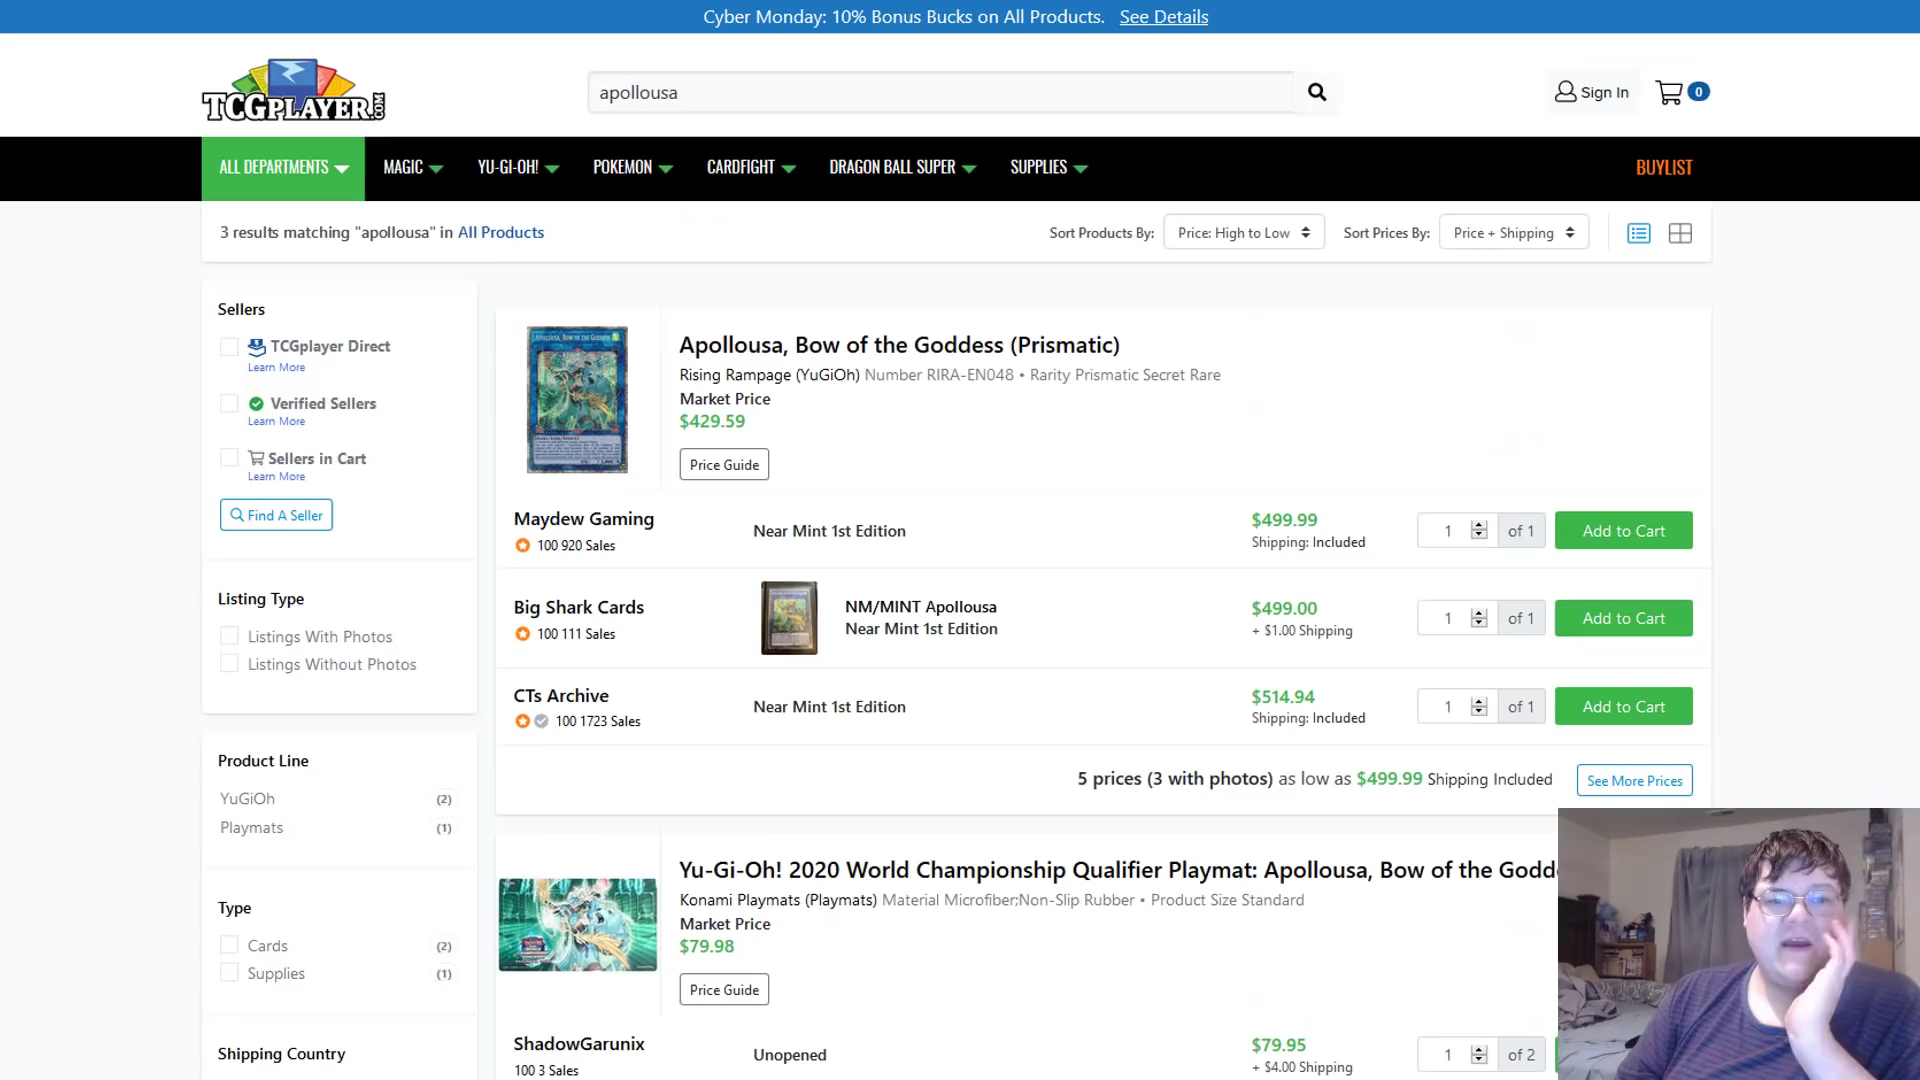 Cyber Monday: 10% Bonus Bucks on All Products. See Details
TCGPLAYER.COM
apollousa
Sign In
0
ALL DEPARTMENTS
MAGIC
YU-GI-OH!
POKEMON
CARDFIGHT
DRAGON BALL SUPER
SUPPLIES
BUYLIST
3 results matching "apollousa" in All Products
Sort Products By: Price: High to Low
Sort Prices By: Price + Shipping
Sellers
TCGplayer Direct
Learn More
Verified Sellers
Learn More
Sellers in Cart
Learn More
Find A Seller
Listing Type
Listings With Photos
Listings Without Photos
Product Line
YuGiOh (2)
Playmats (1)
Type
Cards (2)
Supplies (1)
Shipping Country
Apollousa, Bow of the Goddess (Prismatic)
Rising Rampage (YuGiOh) Number RIRA-EN048 • Rarity Prismatic Secret Rare
Market Price
$429.59
Price Guide
Maydew Gaming
100 920 Sales
Near Mint 1st Edition
$499.99
Shipping: Included
1 of 1
Add to Cart
Big Shark Cards
100 111 Sales
NM/MINT Apollousa
Near Mint 1st Edition
$499.00
+ $1.00 Shipping
1 of 1
Add to Cart
CTs Archive
100 1723 Sales
Near Mint 1st Edition
$514.94
Shipping: Included
1 of 1
Add to Cart
5 prices (3 with photos) as low as $499.99 Shipping Included
See More Prices
Yu-Gi-Oh! 2020 World Championship Qualifier Playmat: Apollousa, Bow of the Godd
Konami Playmats (Playmats) Material Microfiber;Non-Slip Rubber • Product Size Standard
Market Price
$79.98
Price Guide
ShadowGarunix
100 3 Sales
Unopened
$79.95
+ $4.00 Shipping
1 of 2